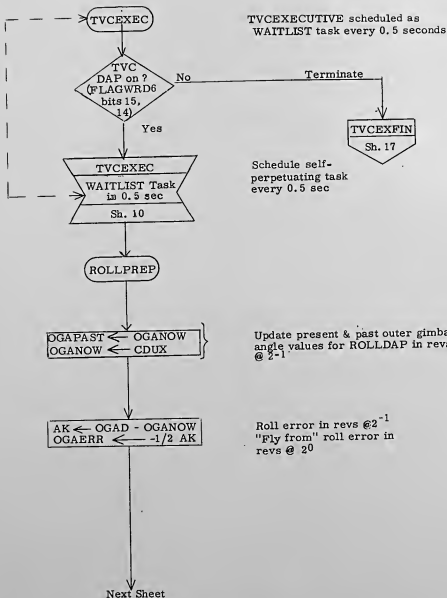 TVCEXEC
TVCEXECUTIVE scheduled as
WAITLIST task every 0.5 seconds
TVC
DAP on ?
(FLAGWRD6
bits 15,
14)
No
Terminate
Yes
TVCEXFIN
Sh. 17
TVCEXEC
WAITLIST Task
in 0.5 sec
Sh. 10
Schedule self-
perpetuating task
every 0.5 sec
ROLLPREP
OGAPAST ← OGANOW
OGANOW ← CDUX
Update present & past outer gimba
angle values for ROLLDAP in revs
@ 2-1
AK ← OGAD - OGANOW
OGAERR ← -1/2 AK
Roll error in revs @2-1
"Fly from" roll error in
revs @ 20
Next Sheet